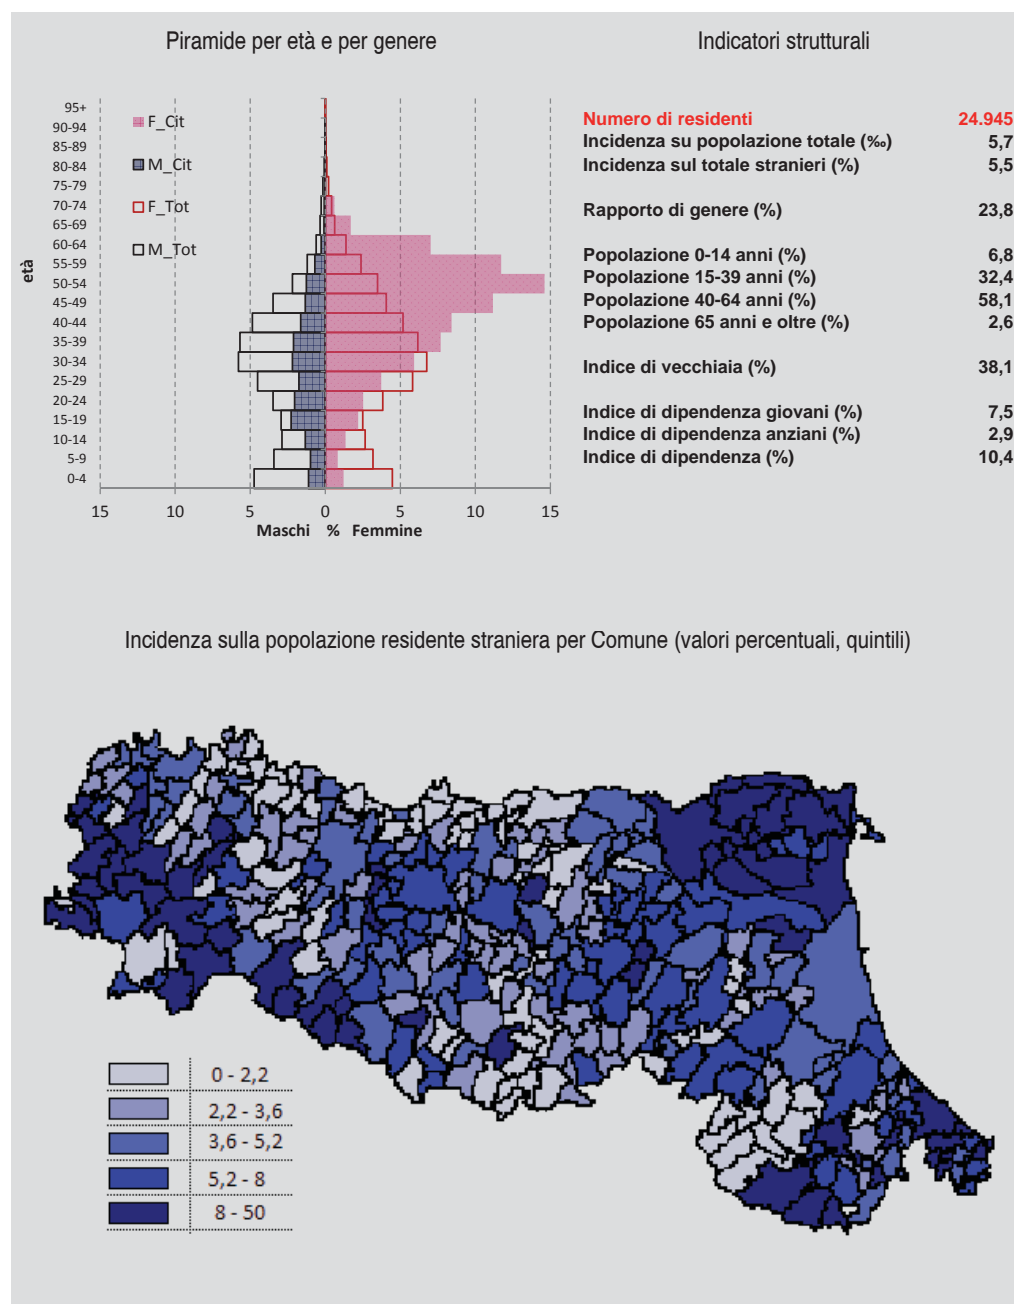 Piramide per età e per genere
Indicatori strutturali
95+
90-94
85-89
80-84
75-79
70-74
65-69
60-64
55-59
50-54
45-49
40-44
35-39
30-34
25-29
20-24
15-19
10-14
5-9
0-4
età
F_Cit
M_Cit
F_Tot
M_Tot
15 10 5 0 5 10 15
Maschi % Femmine
Numero di residenti 24.945
Incidenza su popolazione totale (‰) 5,7
Incidenza sul totale stranieri (%) 5,5
Rapporto di genere (%) 23,8
Popolazione 0-14 anni (%) 6,8
Popolazione 15-39 anni (%) 32,4
Popolazione 40-64 anni (%) 58,1
Popolazione 65 anni e oltre (%) 2,6
Indice di vecchiaia (%) 38,1
Indice di dipendenza giovani (%) 7,5
Indice di dipendenza anziani (%) 2,9
Indice di dipendenza (%) 10,4
Incidenza sulla popolazione residente straniera per Comune (valori percentuali, quintili)
0 - 2,2
2,2 - 3,6
3,6 - 5,2
5,2 - 8
8 - 50